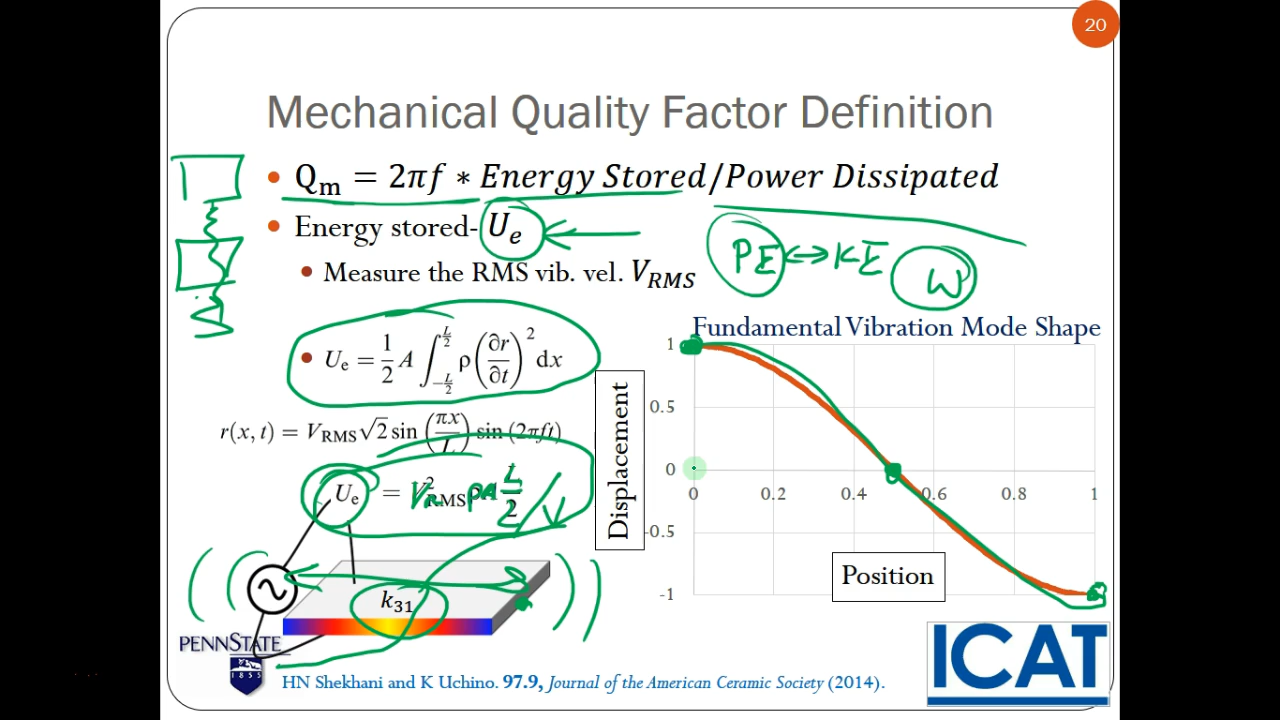 20
Mechanical Quality Factor Definition
• Qm = 2πf ∗ Energy Stored/Power Dissipated
• Energy stored- Ue
PE ↔ KE W
• Measure the RMS vib. vel. VRMS
Fundamental Vibration Mode Shape
• Ue = 1/2 A ∫_{-L/2}^{L/2} ρ(∂r/∂t)² dx
r(x, t) = VRMS√2 sin (πx/L) sin (2πft)
Ue = V²RMS ρA L/2
1
0.5
0
-0.5
-1
0 0.2 0.4 0.6 0.8 1
Displacement
Position
k31
PENNSTATE
1855
ICAT
HN Shekhani and K Uchino. 97.9, Journal of the American Ceramic Society (2014).